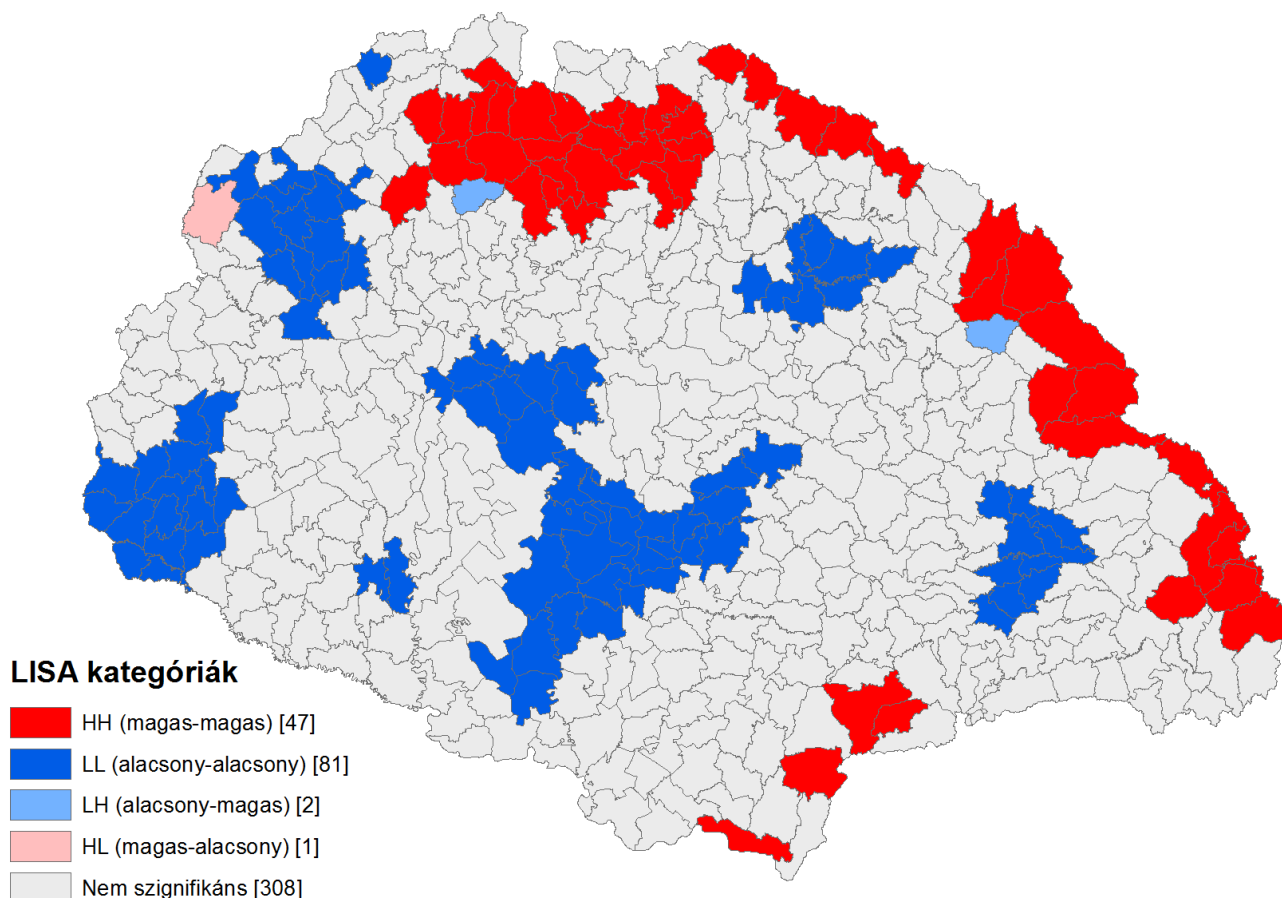 LISA kategóriák
HH (magas-magas) [47]
LL (alacsony-alacsony) [81]
LH (alacsony-magas) [2]
HL (magas-alacsony) [1]
Nem szignifikáns [308]